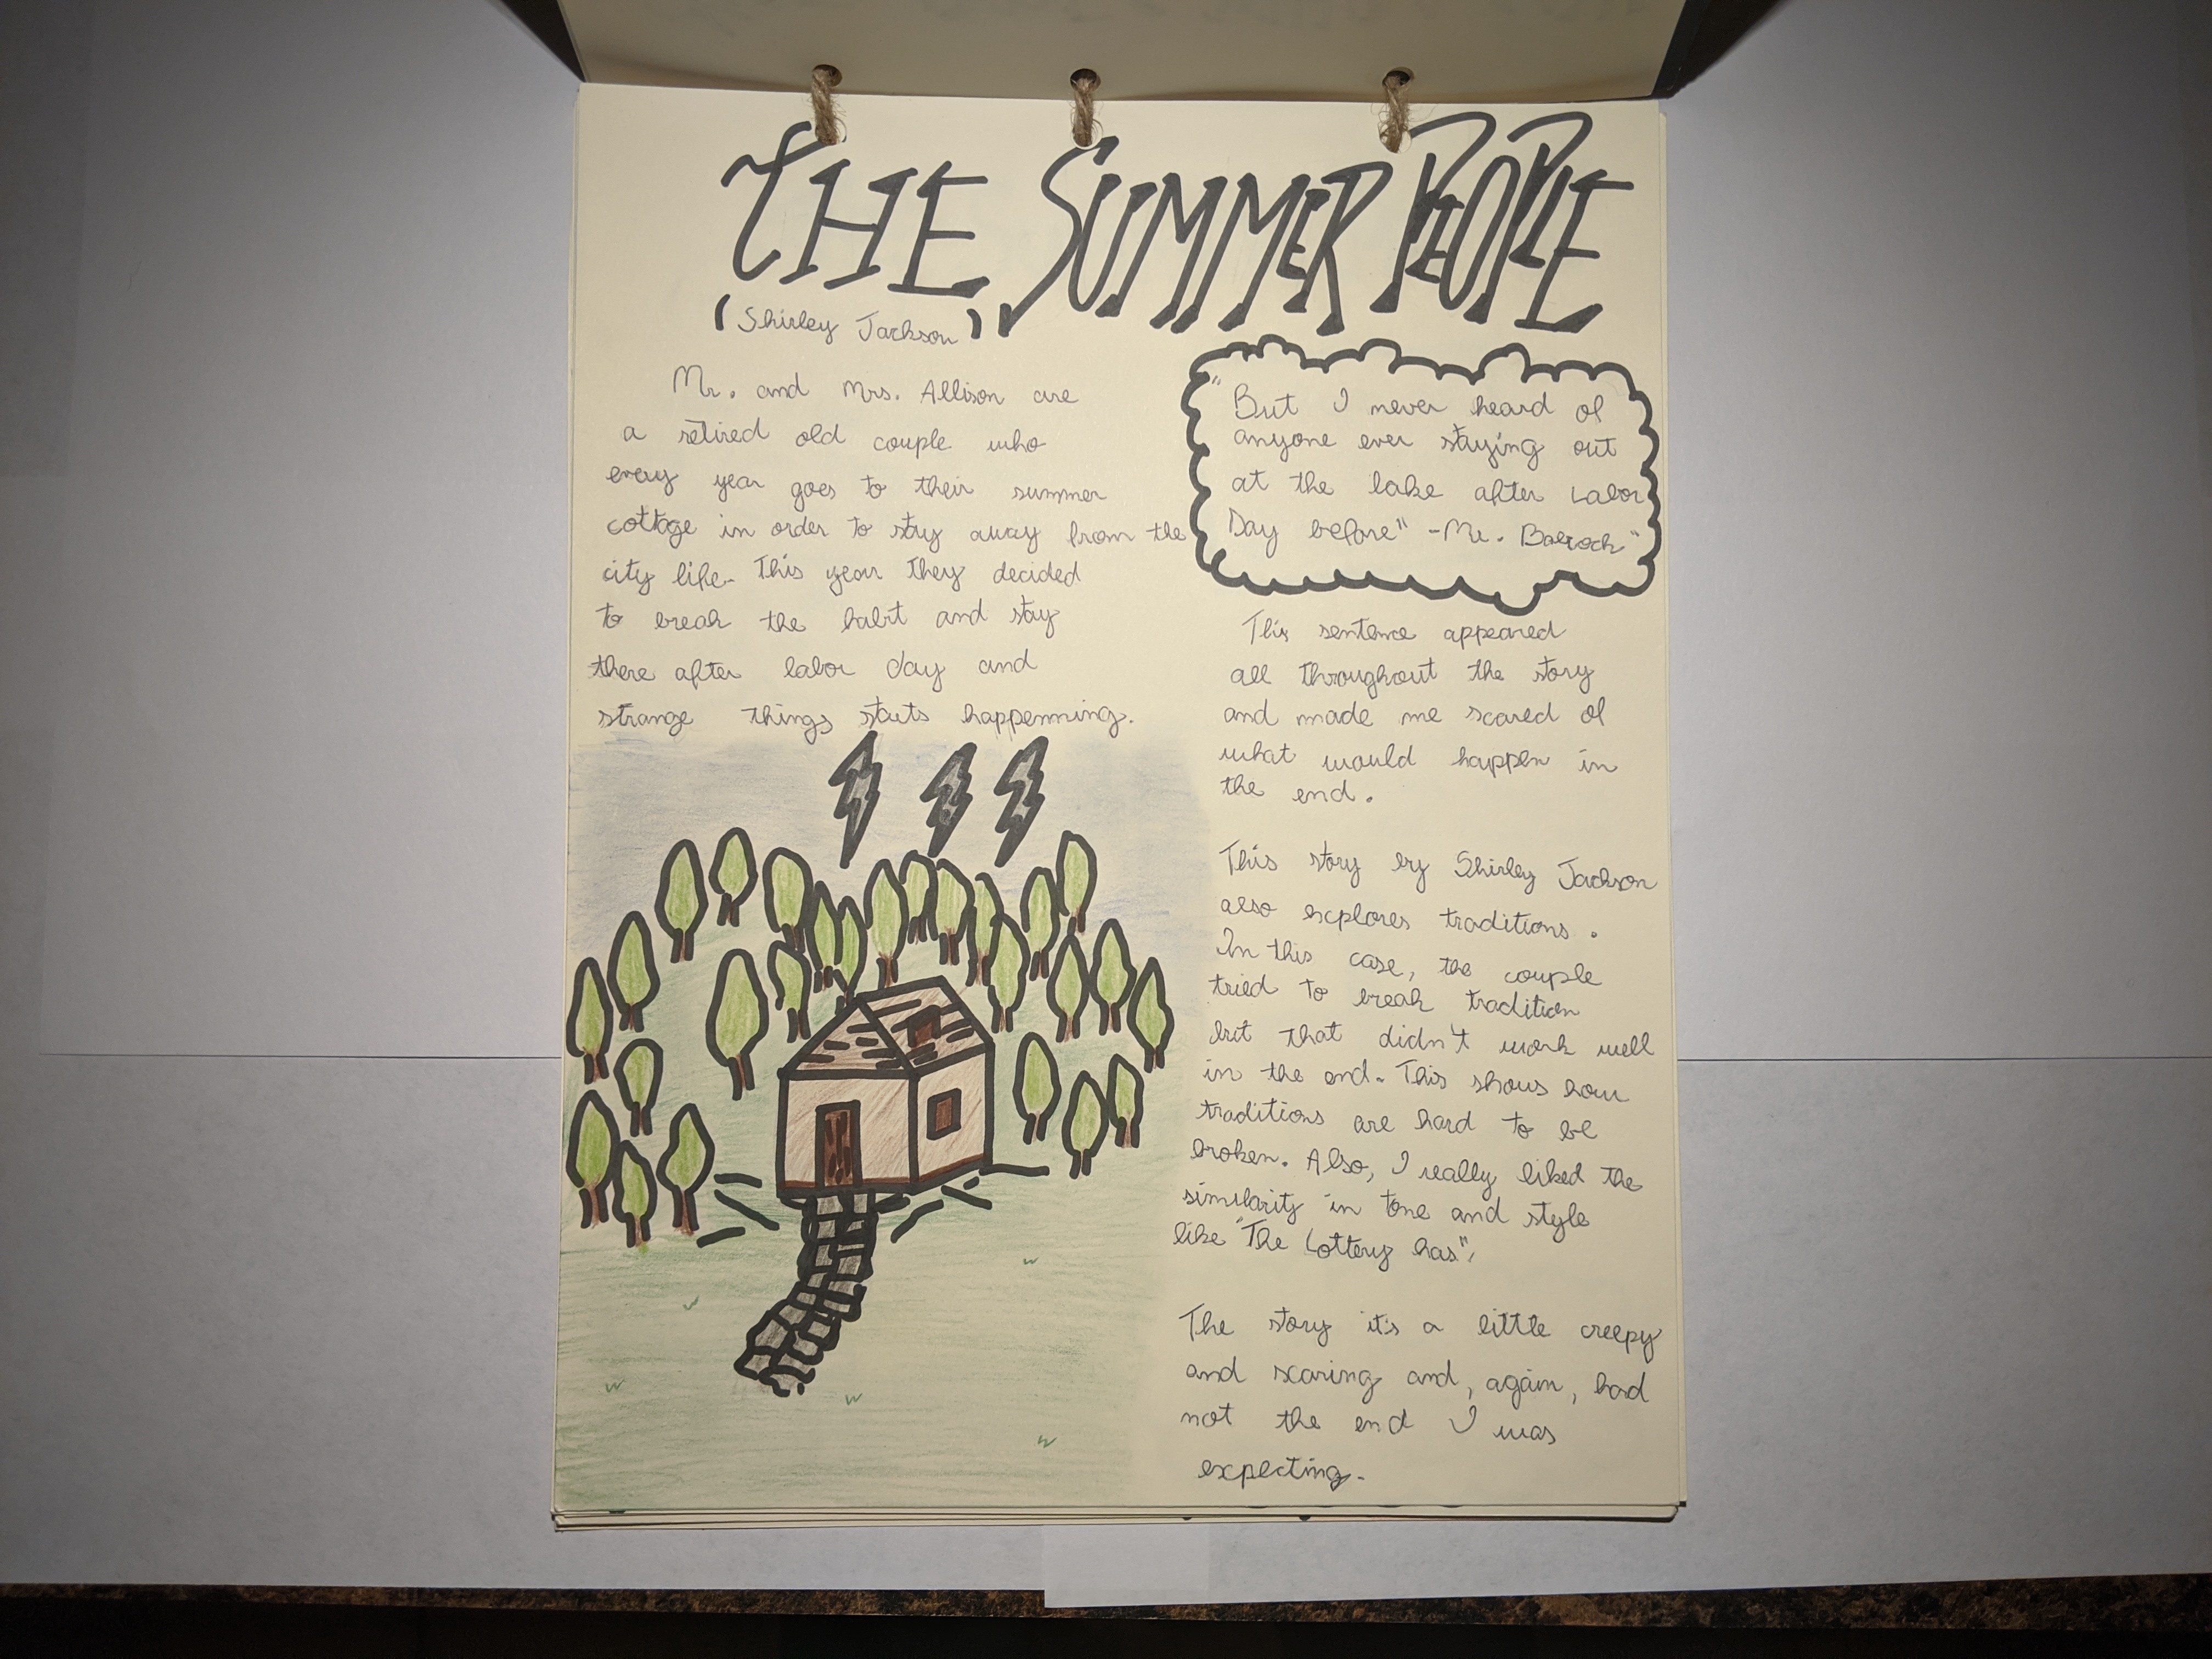 THE SUMMER PEOPLE
(Shirley Jackson)
Mr. and Mrs. Allison are
a retired old couple who
every year goes to their summer
cottage in order to stay away from the
city life. This year they decided
to break the habit and stay
there after labor day and
strange things starts happenning.
"But I never heard of
anyone ever staying out
at the lake after Labor
Day before" -Mr. Babcock"
This sentence appeared
all throughout the story
and made me scared of
what would happen in
the end.
This story by Shirley Jackson
also explores traditions.
In this case, the couple
tried to break tradition
but that didn't work well
in the end. This shows how
traditions are hard to be
broken. Also, I really liked the
similarity in tone and style
like "The Lottery has".
The story it's a little creepy
and scaring and, again, had
not the end I was
expecting.